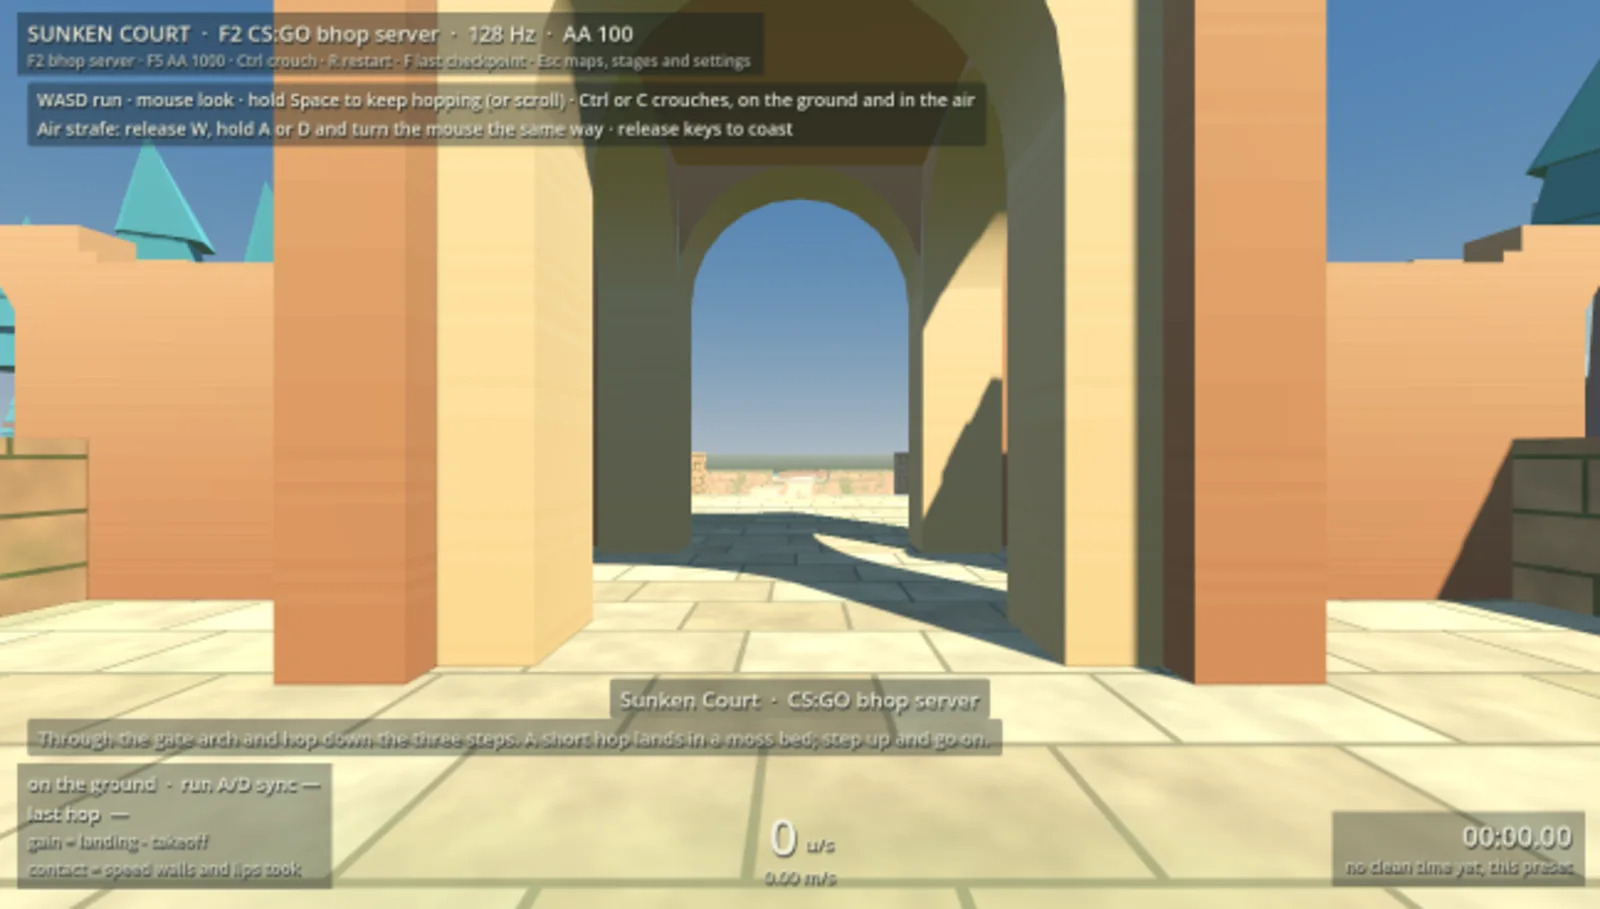 SUNKEN COURT · F2 CS:GO bhop server · 128 Hz · AA 100
F2 bhop server · F5 AA 1000 · Ctrl crouch · R restart · F last checkpoint · Esc maps, stages and settings
WASD run · mouse look · hold Space to keep hopping (or scroll) · Ctrl or C crouches, on the ground and in the air
Air strafe: release W, hold A or D and turn the mouse the same way · release keys to coast
Sunken Court · CS:GO bhop server
Through the gate arch and hop down the three steps. A short hop lands in a moss bed; step up and go on.
on the ground · run A/D sync —
last hop —
gain = landing - takeoff
contact = speed walls and lips took
0 u/s
0.00 m/s
00:00.00
no clean time yet, this preset